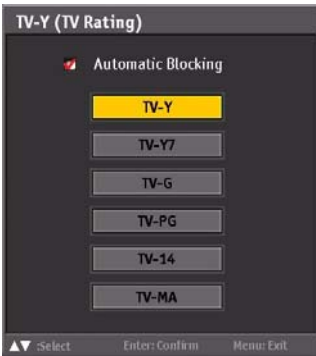 TV-Y (TV Rating)
Automatic Blocking
TV-Y
TV-Y7
TV-G
TV-PG
TV-14
TV-MA
▲▼ :Select Enter: Confirm Menu: Exit